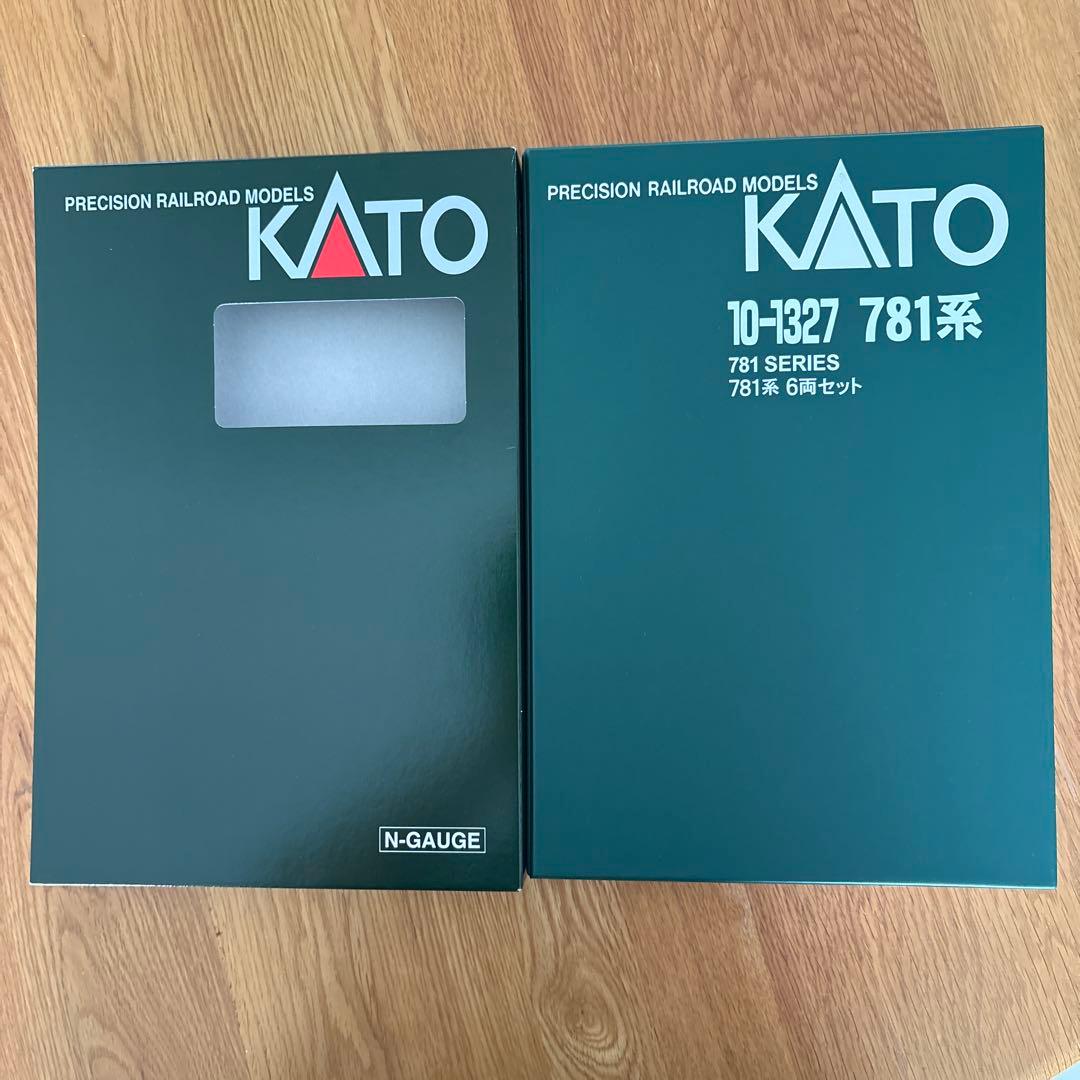 PRECISION RAILROAD MODELS
KATO
N-GAUGE
PRECISION RAILROAD MODELS
KATO
10-1327 781系
781 SERIES
781系 6両セット